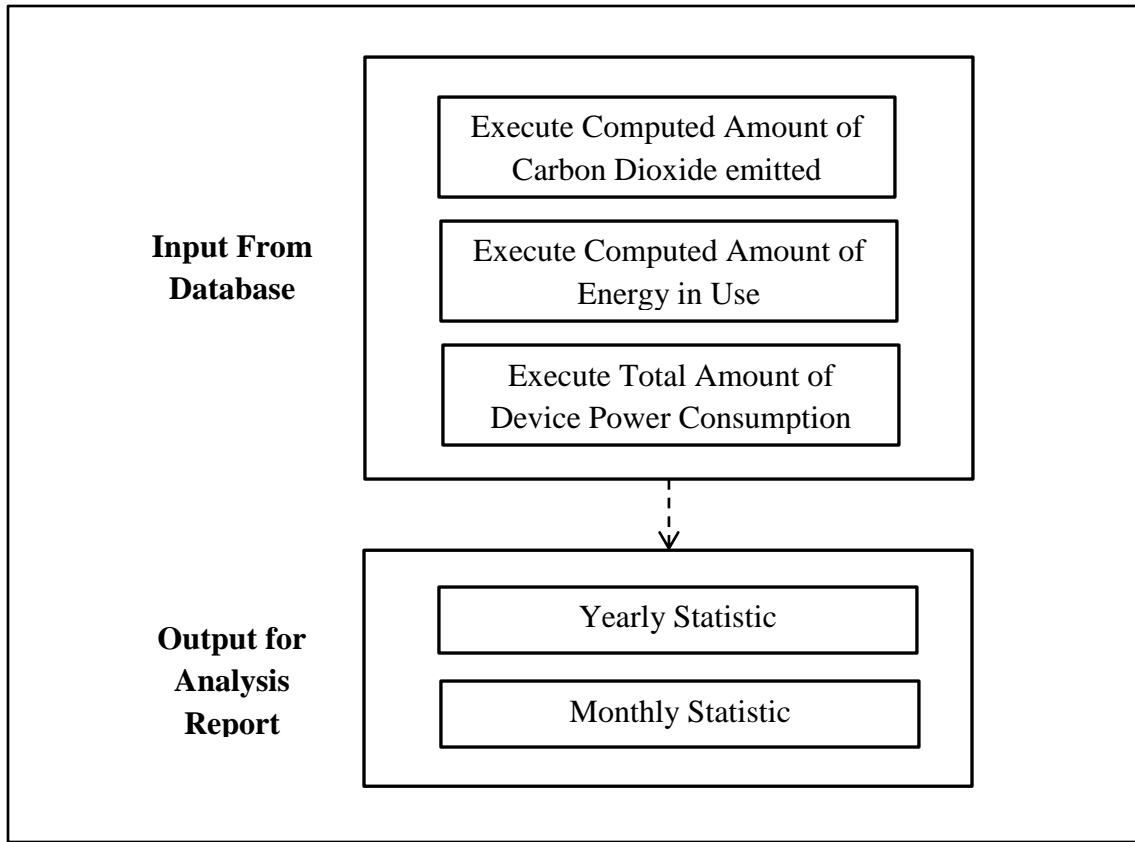 Execute Computed Amount of
Carbon Dioxide emitted
Input From
Database
Execute Computed Amount of
Energy in Use
Execute Total Amount of
Device Power Consumption
Output for
Analysis
Report
Yearly Statistic
Monthly Statistic